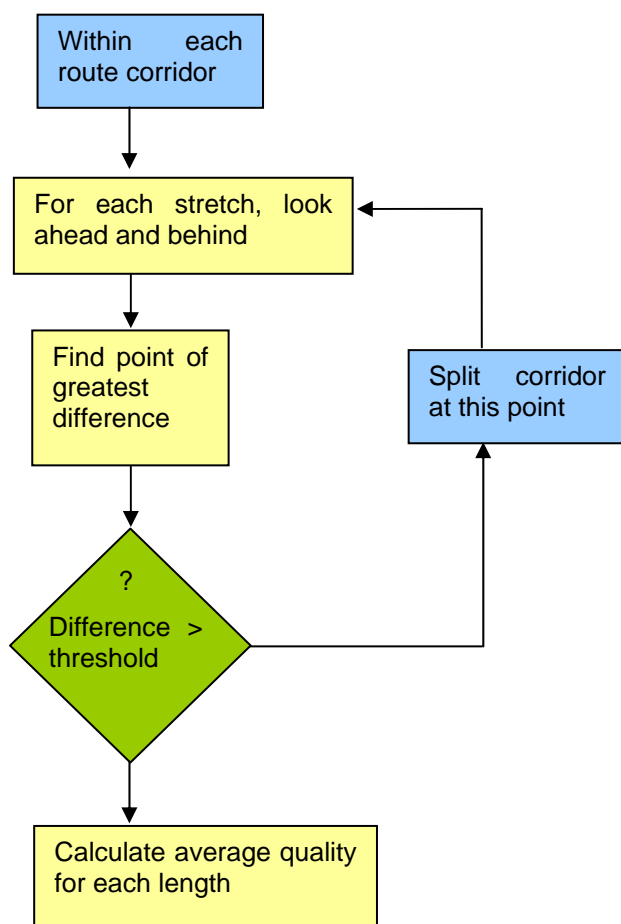 Within each
route corridor
For each stretch, look
ahead and behind
Find point of
greatest
difference
Split corridor
at this point
?
Difference >
threshold
Calculate average quality
for each length